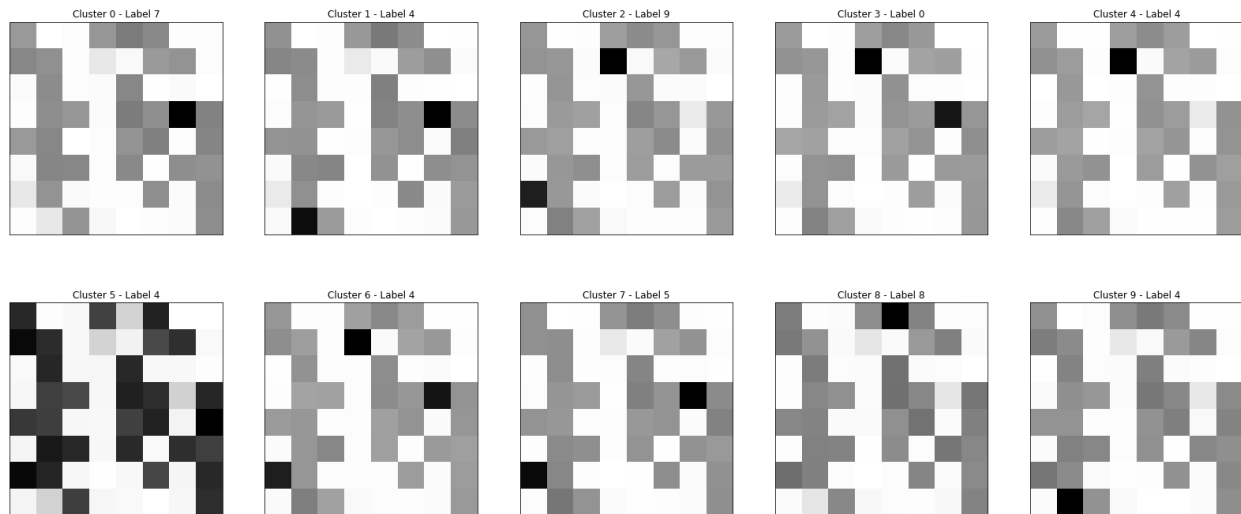 Cluster 0 - Label 7
Cluster 1 - Label 4
Cluster 2 - Label 9
Cluster 3 - Label 0
Cluster 4 - Label 4
Cluster 5 - Label 4
Cluster 6 - Label 4
Cluster 7 - Label 5
Cluster 8 - Label 8
Cluster 9 - Label 4